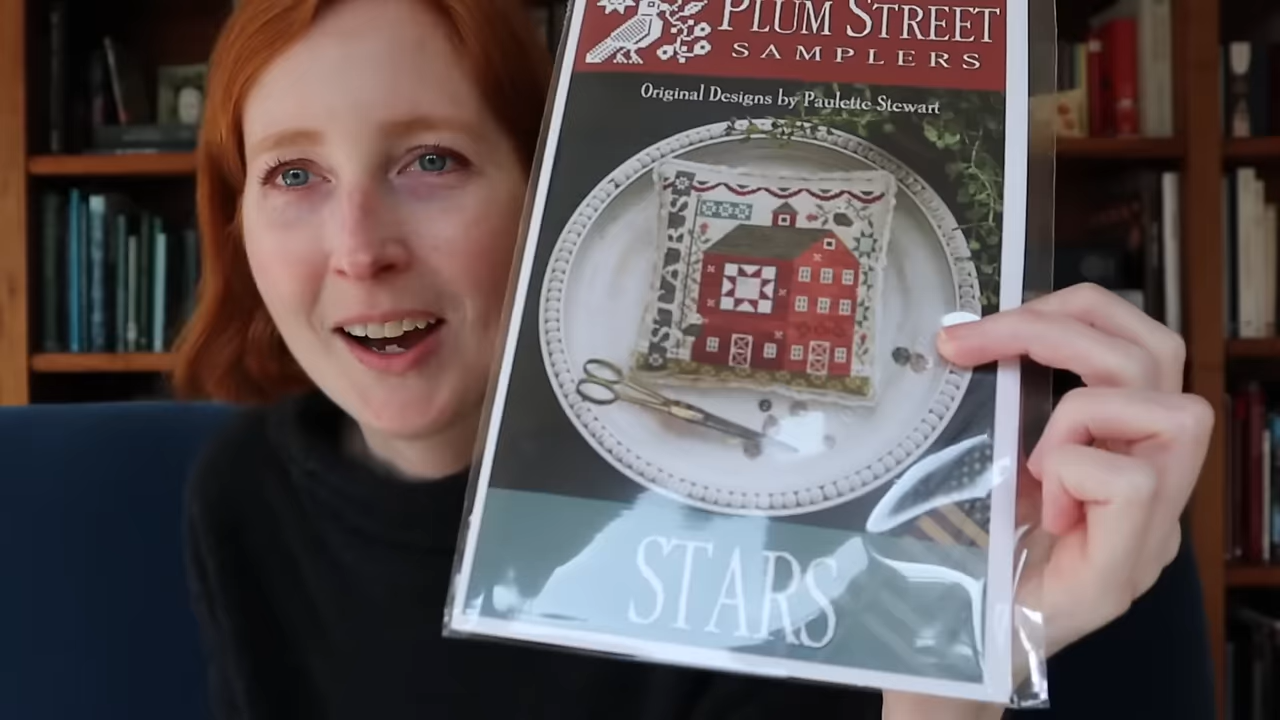 PLUM STREET
SAMPLERS
Original Designs by Paulette Stewart
STARS
STARS